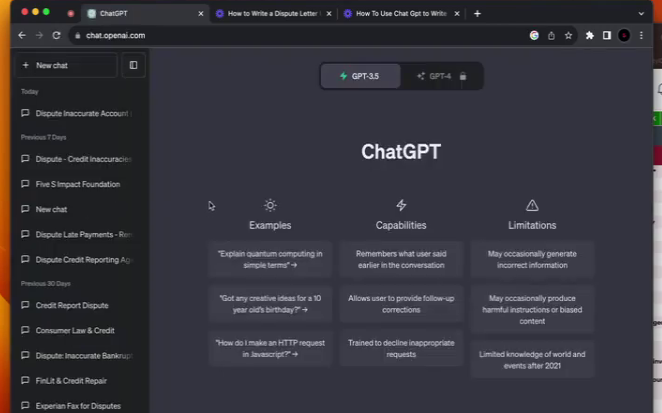 ChatGPT
How to Write a Dispute Letter
How To Use Chat Gpt to Write
chat.openai.com
New chat
Today
Dispute Inaccurate Account
Previous 7 Days
Dispute - Credit Inaccuracies
Five S Impact Foundation
New chat
Dispute Late Payments - Rem
Dispute Credit Reporting Ag
Previous 30 Days
Credit Report Dispute
Consumer Law & Credit
Dispute: Inaccurate Bankrup
FinLit & Credit Repair
Experian Fax for Disputes
GPT-3.5
GPT-4
ChatGPT
Examples
"Explain quantum computing in
simple terms" →
"Got any creative ideas for a 10
year old's birthday?" →
"How do I make an HTTP request
in Javascript?" →
Capabilities
Remembers what user said
earlier in the conversation
Allows user to provide follow-up
corrections
Trained to decline inappropriate
requests
Limitations
May occasionally generate
incorrect information
May occasionally produce
harmful instructions or biased
content
Limited knowledge of world and
events after 2021